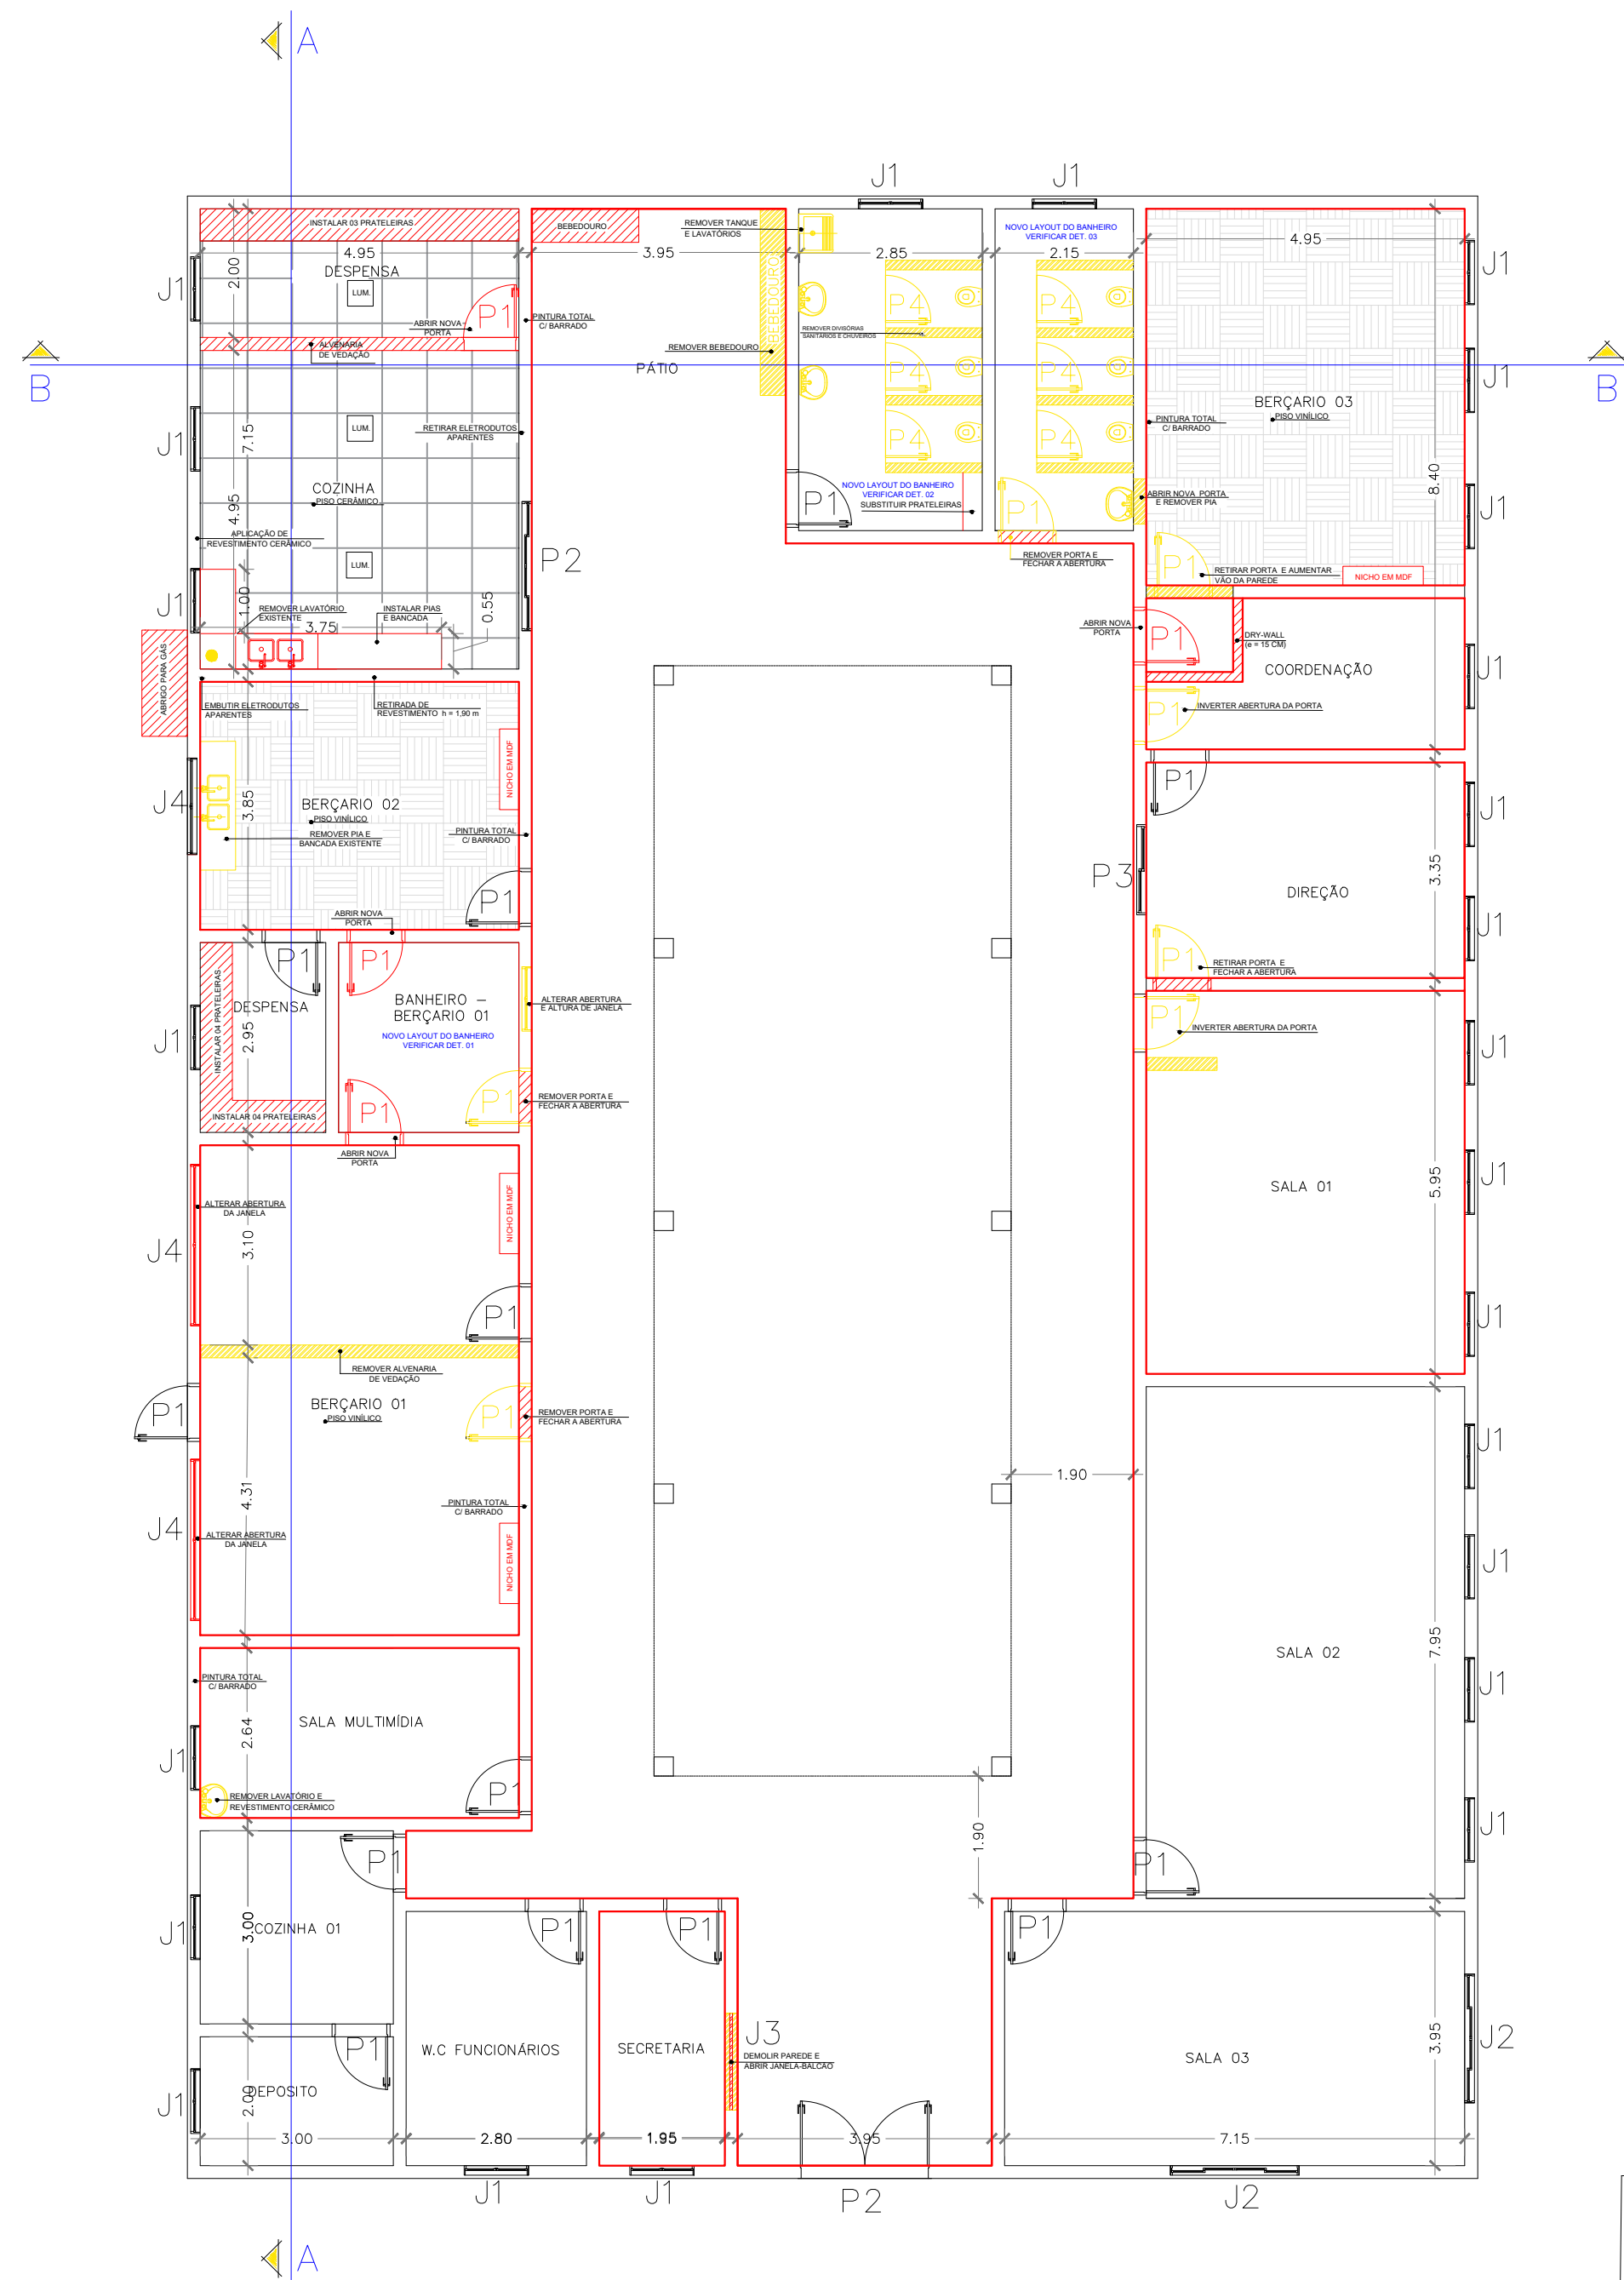 A
J1
J1
INSTALAR 03 PRATELEIRAS
BEBEDOURO
REMOVER TANQUE
E LAVATÓRIOS
NOVO LAYOUT DO BANHEIRO
VERIFICAR DET. 03
4.95
3.95
2.85
2.15
4.95
2.00
DESPENSA
LUM.
J1
J1
P1
ABRIR NOVA
PORTA
PINTURA TOTAL
C/ BARRADO
BEBEDOURO
P4
P4
REMOVER DIVISÓRIAS
SANITÁRIOS E CHUVEIROS
ALVENARIA
DE VEDAÇÃO
REMOVER BEBEDOURO
PÁTIO
P4
P4
B
B
J1
BERÇARIO 03
PISO VINÍLICO
PINTURA TOTAL
C/ BARRADO
LUM.
RETIRAR ELETRODUTOS
APARENTES
J1
7.15
P4
P4
8.40
COZINHA
PISO CERÂMICO
4.95
NOVO LAYOUT DO BANHEIRO
VERIFICAR DET. 02
SUBSTITUIR PRATELEIRAS
P1
P1
ABRIR NOVA PORTA
E REMOVER PIA
J1
APLICAÇÃO DE
REVESTIMENTO CERÂMICO
LUM.
P2
REMOVER PORTA E
FECHAR A ABERTURA
P1
RETIRAR PORTA E AUMENTAR
VÃO DA PAREDE
NICHO EM MDF
J1
1.00
REMOVER LAVATÓRIO
EXISTENTE
INSTALAR PIAS
E BANCADA
0.55
3.75
ABRIR NOVA
PORTA
P1
DRY-WALL
(e = 15 CM)
COORDENAÇÃO
J1
ABRIGO PARA GÁS
EMBUTIR ELETRODUTOS
APARENTES
RETIRADA DE
REVESTIMENTO h = 1,90 m
P1
INVERTER ABERTURA DA PORTA
NICHO EM MDF
P1
J4
3.85
BERÇARIO 02
PISO VINÍLICO
REMOVER PIA E
BANCADA EXISTENTE
PINTURA TOTAL
C/ BARRADO
J1
P3
3.35
DIREÇÃO
P1
ABRIR NOVA
PORTA
J1
P1
P1
P1
RETIRAR PORTA E
FECHAR A ABERTURA
INSTALAR 04 PRATELEIRAS
DESPENSA
BANHEIRO –
BERÇARIO 01
ALTERAR ABERTURA
E ALTURA DE JANELA
P1
INVERTER ABERTURA DA PORTA
J1
2.95
NOVO LAYOUT DO BANHEIRO
VERIFICAR DET. 01
J1
P1
P1
REMOVER PORTA E
FECHAR A ABERTURA
INSTALAR 04 PRATELEIRAS
ABRIR NOVA
PORTA
SALA 01
5.95
J1
ALTERAR ABERTURA
DA JANELA
NICHO EM MDF
J4
3.10
P1
J1
REMOVER ALVENARIA
DE VEDAÇÃO
BERÇARIO 01
PISO VINÍLICO
P1
P1
REMOVER PORTA E
FECHAR A ABERTURA
J1
1.90
4.31
PINTURA TOTAL
C/ BARRADO
J4
ALTERAR ABERTURA
DA JANELA
NICHO EM MDF
J1
SALA 02
7.95
PINTURA TOTAL
C/ BARRADO
J1
SALA MULTIMÍDIA
2.64
J1
P1
REMOVER LAVATÓRIO E
REVESTIMENTO CERÂMICO
J1
1.90
P1
P1
J1
3.00
COZINHA 01
P1
P1
P1
J3
P1
W.C FUNCIONÁRIOS
SECRETARIA
DEMOLIR PAREDE E
ABRIR JANELA-BALCÃO
SALA 03
3.95
J2
J1
2.00
DEPOSITO
3.00
2.80
1.95
3.95
7.15
J1
J1
P2
J2
A